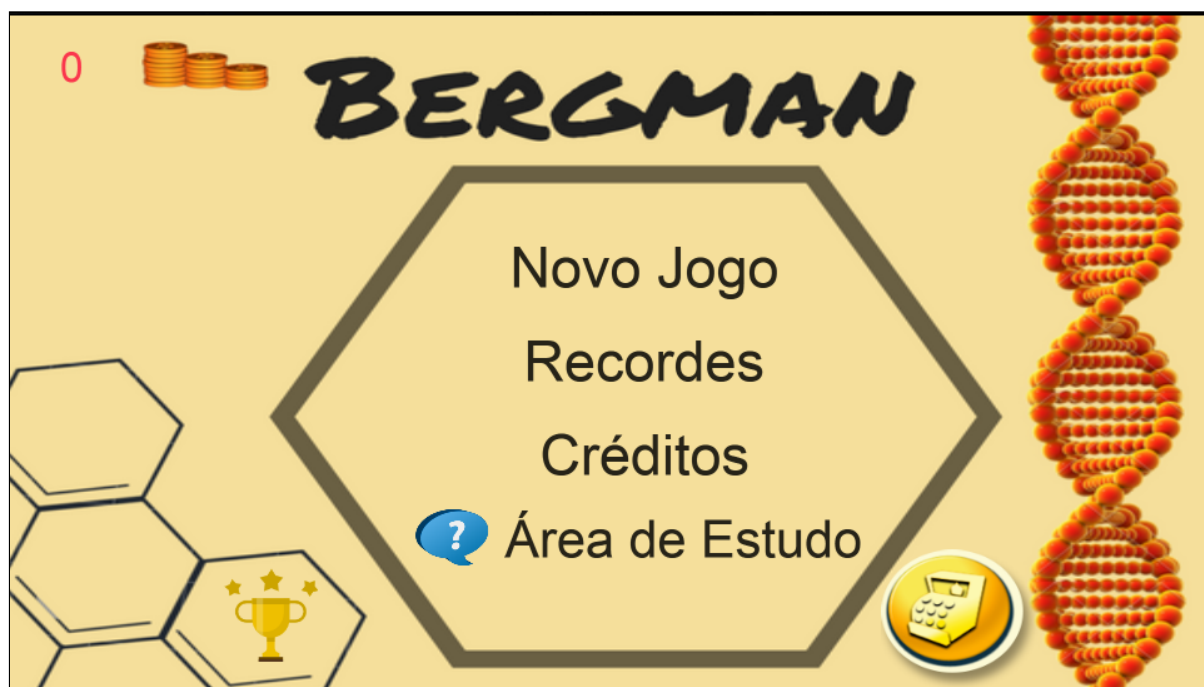 0
BERGMAN
Novo Jogo
Recordes
Créditos
? Área de Estudo